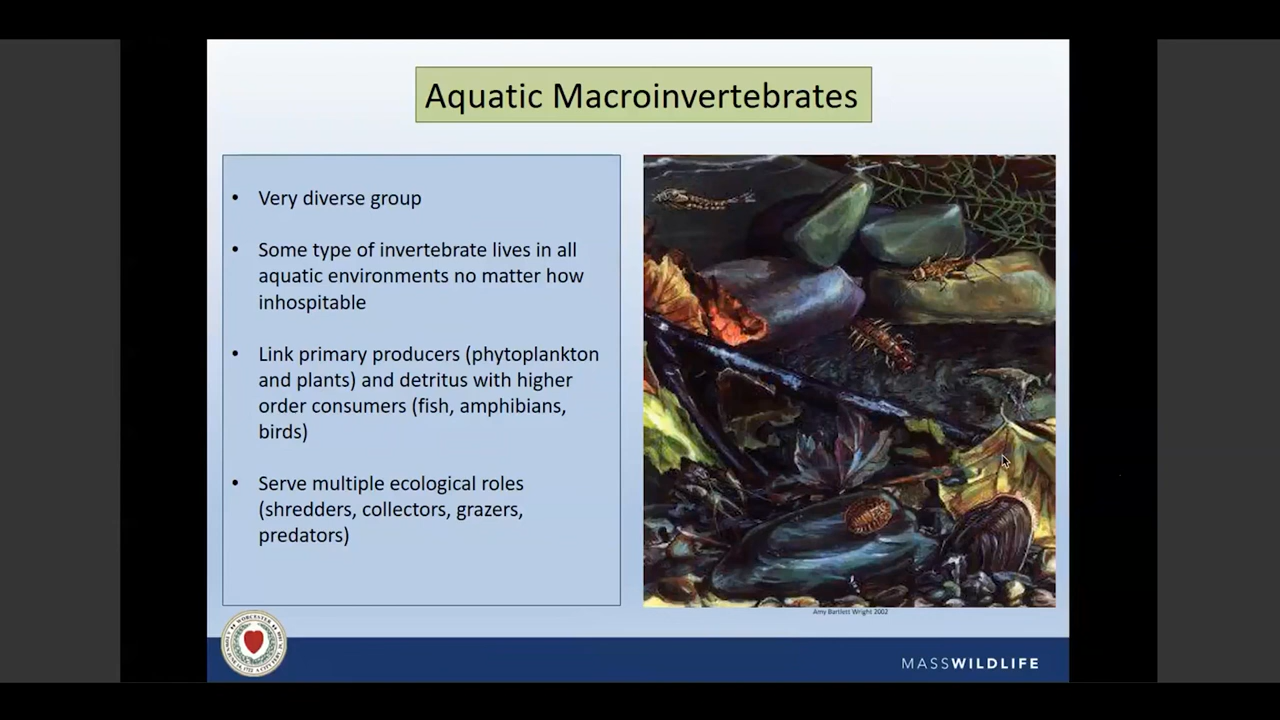 Aquatic Macroinvertebrates
• Very diverse group
• Some type of invertebrate lives in all
aquatic environments no matter how
inhospitable
• Link primary producers (phytoplankton
and plants) and detritus with higher
order consumers (fish, amphibians,
birds)
• Serve multiple ecological roles
(shredders, collectors, grazers,
predators)
Amy Bartlett Wright 2002
WORCESTER
MASSWILDLIFE